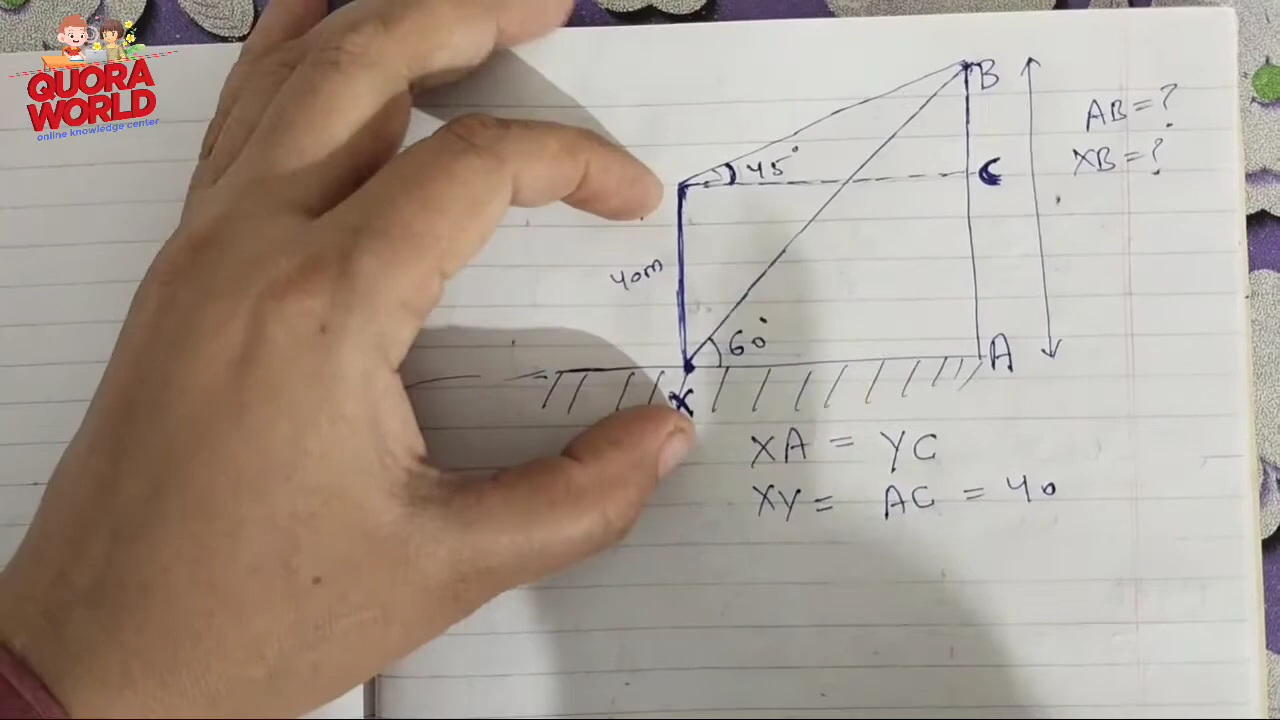 QUORA
WORLD
online knowledge center
B
AB = ?
45°
C
XB = ?
40m
60°
A
X
XA = YC
XY = AC = 40